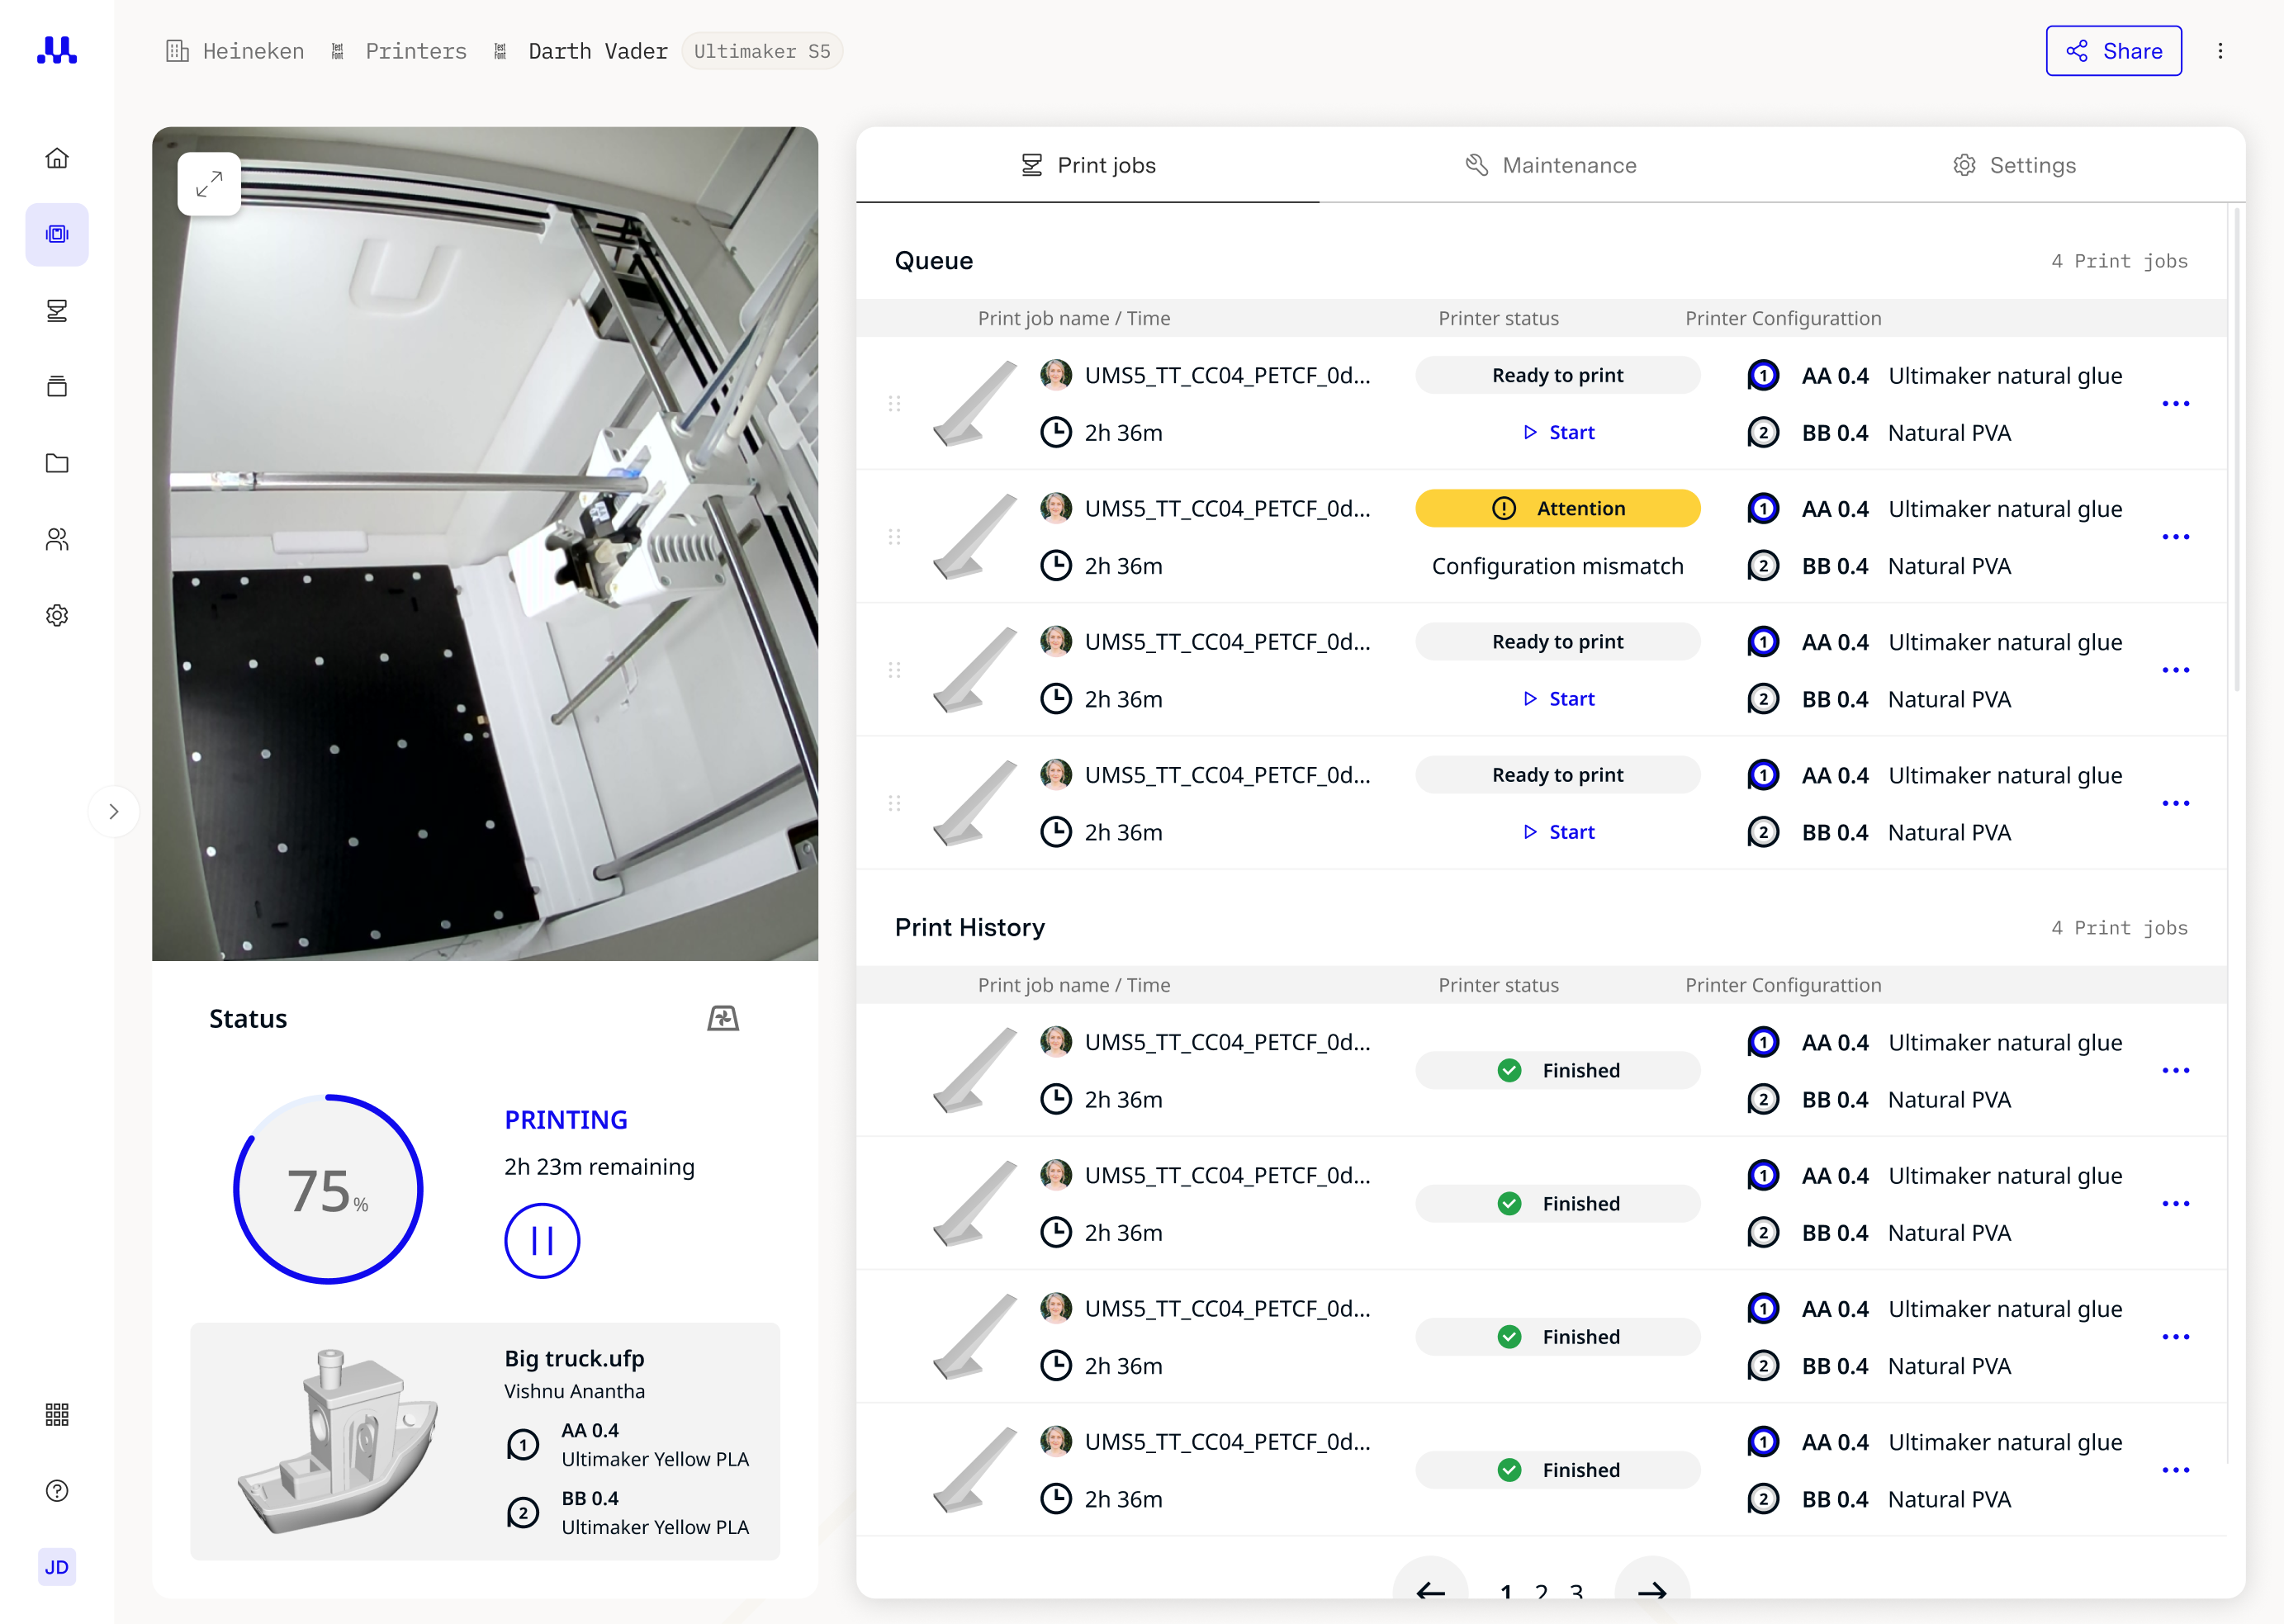 Heineken
Test Font
Printers
Test Font
Darth Vader
Ultimaker S5
Share
Print jobs
Maintenance
Settings
Queue
4 Print jobs
Print job name / Time
Printer status
Printer Configurattion
UMS5_TT_CC04_PETCF_0d...
Ready to print
1 AA 0.4 Ultimaker natural glue
2h 36m
Start
2 BB 0.4 Natural PVA
UMS5_TT_CC04_PETCF_0d...
Attention
1 AA 0.4 Ultimaker natural glue
2h 36m
Configuration mismatch
2 BB 0.4 Natural PVA
UMS5_TT_CC04_PETCF_0d...
Ready to print
1 AA 0.4 Ultimaker natural glue
2h 36m
Start
2 BB 0.4 Natural PVA
UMS5_TT_CC04_PETCF_0d...
Ready to print
1 AA 0.4 Ultimaker natural glue
2h 36m
Start
2 BB 0.4 Natural PVA
Print History
4 Print jobs
Print job name / Time
Printer status
Printer Configurattion
UMS5_TT_CC04_PETCF_0d...
Finished
1 AA 0.4 Ultimaker natural glue
2h 36m
2 BB 0.4 Natural PVA
UMS5_TT_CC04_PETCF_0d...
Finished
1 AA 0.4 Ultimaker natural glue
2h 36m
2 BB 0.4 Natural PVA
UMS5_TT_CC04_PETCF_0d...
Finished
1 AA 0.4 Ultimaker natural glue
2h 36m
2 BB 0.4 Natural PVA
UMS5_TT_CC04_PETCF_0d...
Finished
1 AA 0.4 Ultimaker natural glue
2h 36m
2 BB 0.4 Natural PVA
1 2 3
Status
75%
PRINTING
2h 23m remaining
Big truck.ufp
Vishnu Anantha
1 AA 0.4
Ultimaker Yellow PLA
2 BB 0.4
Ultimaker Yellow PLA
JD